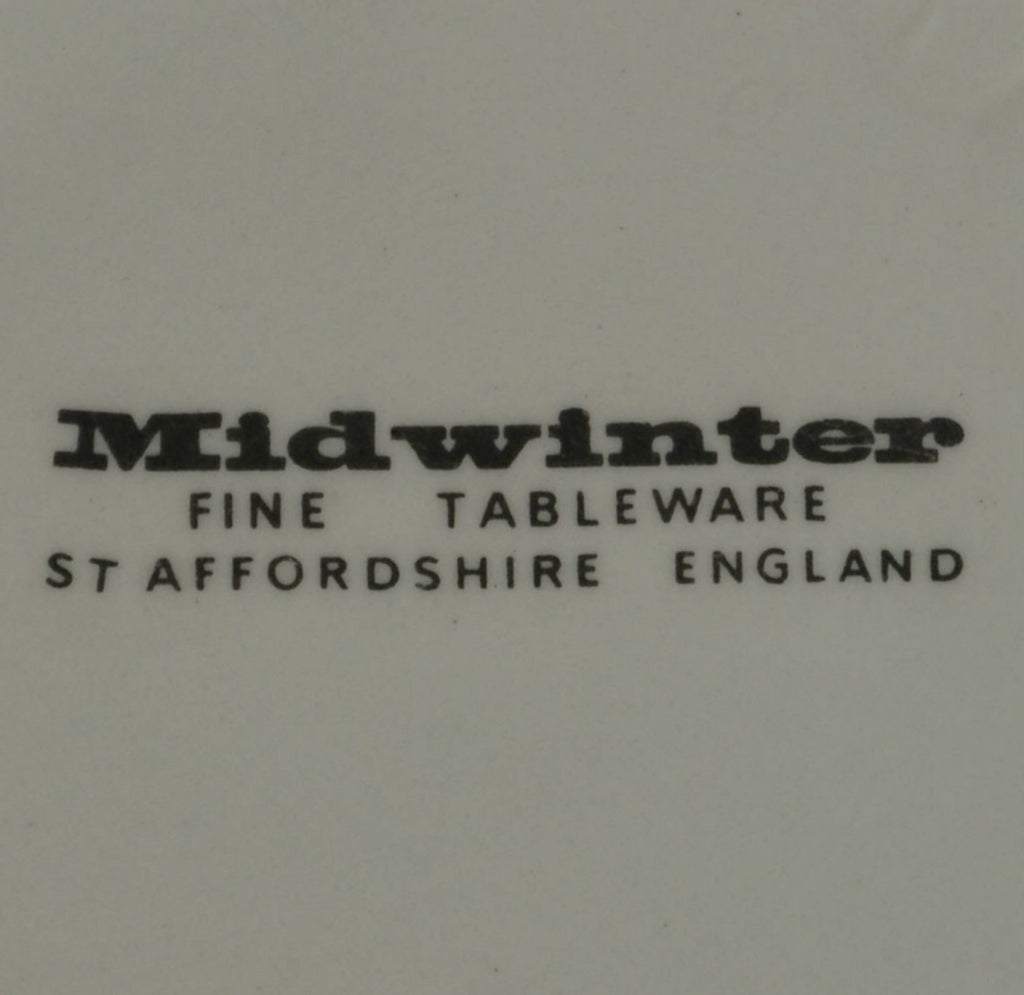 Midwinter
FINE TABLEWARE
STAFFORDSHIRE ENGLAND